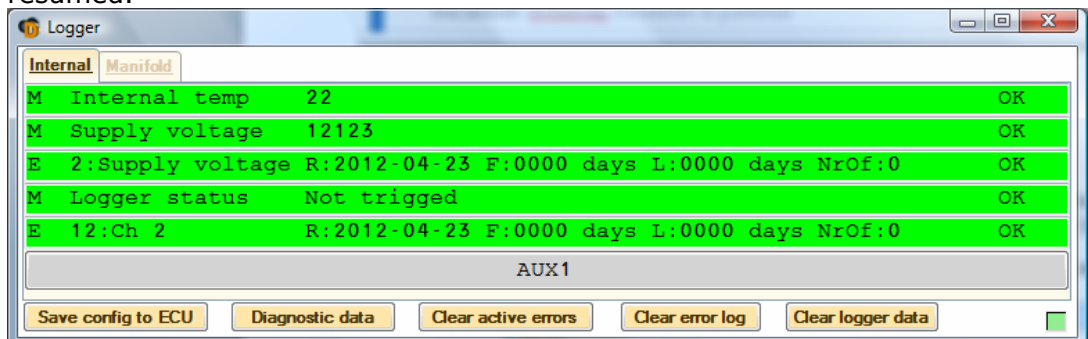 resumed.
Logger
Internal Manifold
M Internal temp 22 OK
M Supply voltage 12123 OK
E 2:Supply voltage R:2012-04-23 F:0000 days L:0000 days NrOf:0 OK
M Logger status Not trigged OK
E 12:Ch 2 R:2012-04-23 F:0000 days L:0000 days NrOf:0 OK
AUX1
Save config to ECU Diagnostic data Clear active errors Clear error log Clear logger data